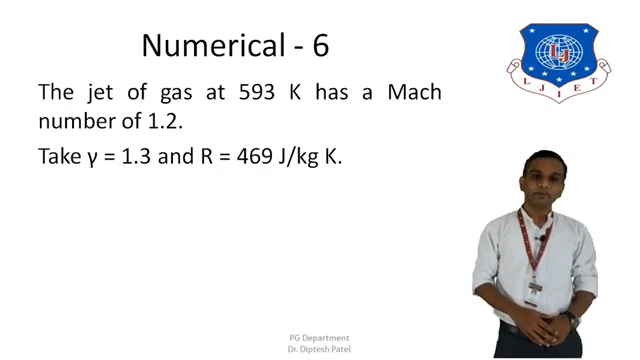 Numerical - 6
The jet of gas at 593 K has a Mach
number of 1.2.
Take γ = 1.3 and R = 469 J/kg K.
LJ
L J I E T
PG Department
Dr. Diptesh Patel